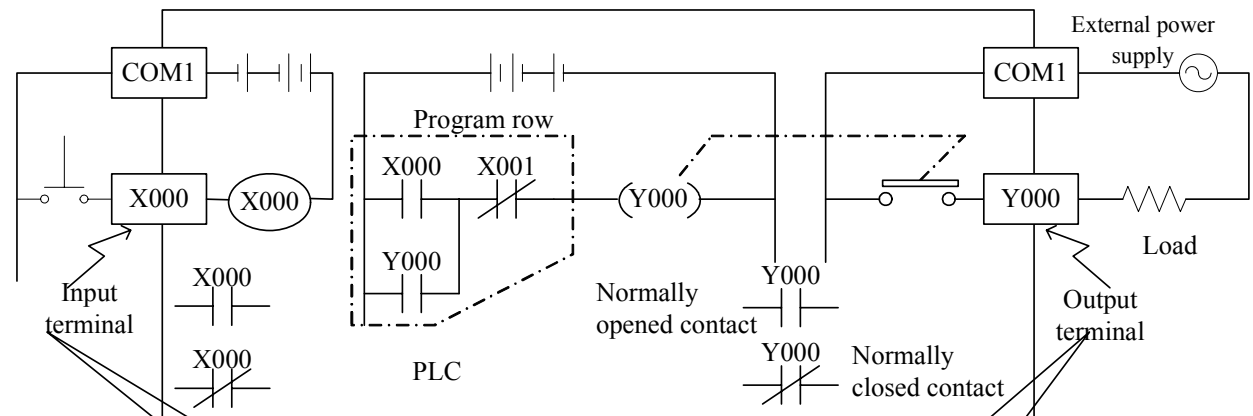 External power
supply
COM1
COM1
Program row
X000
X001
X000
X000
Y000
Y000
Load
Y000
X000
Y000
Input
terminal
Normally
opened contact
Output
terminal
X000
Y000
PLC
Normally
closed contact